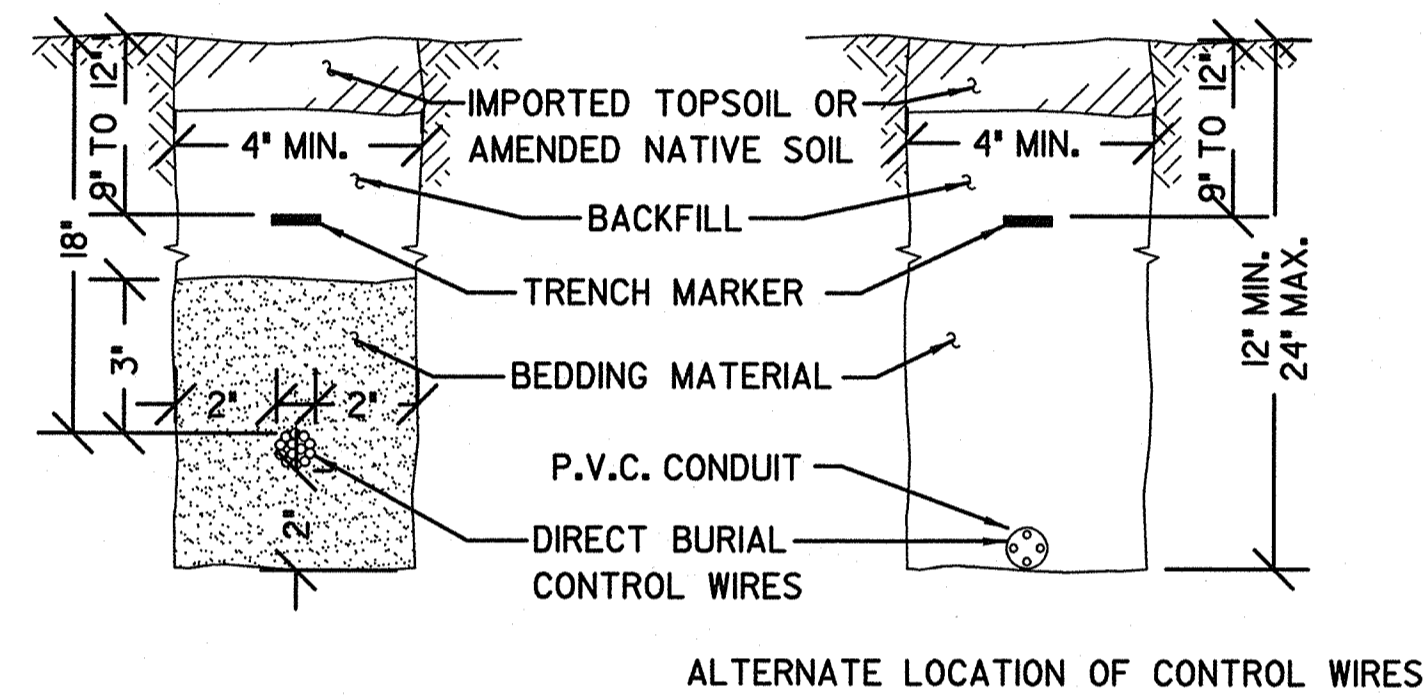 9" TO 12"
18"
3"
4" MIN.
2"
2"
2"
IMPORTED TOPSOIL OR
AMENDED NATIVE SOIL
BACKFILL
TRENCH MARKER
BEDDING MATERIAL
P.V.C. CONDUIT
DIRECT BURIAL
CONTROL WIRES
4" MIN.
9" TO 12"
12" MIN.
24" MAX.
ALTERNATE LOCATION OF CONTROL WIRES